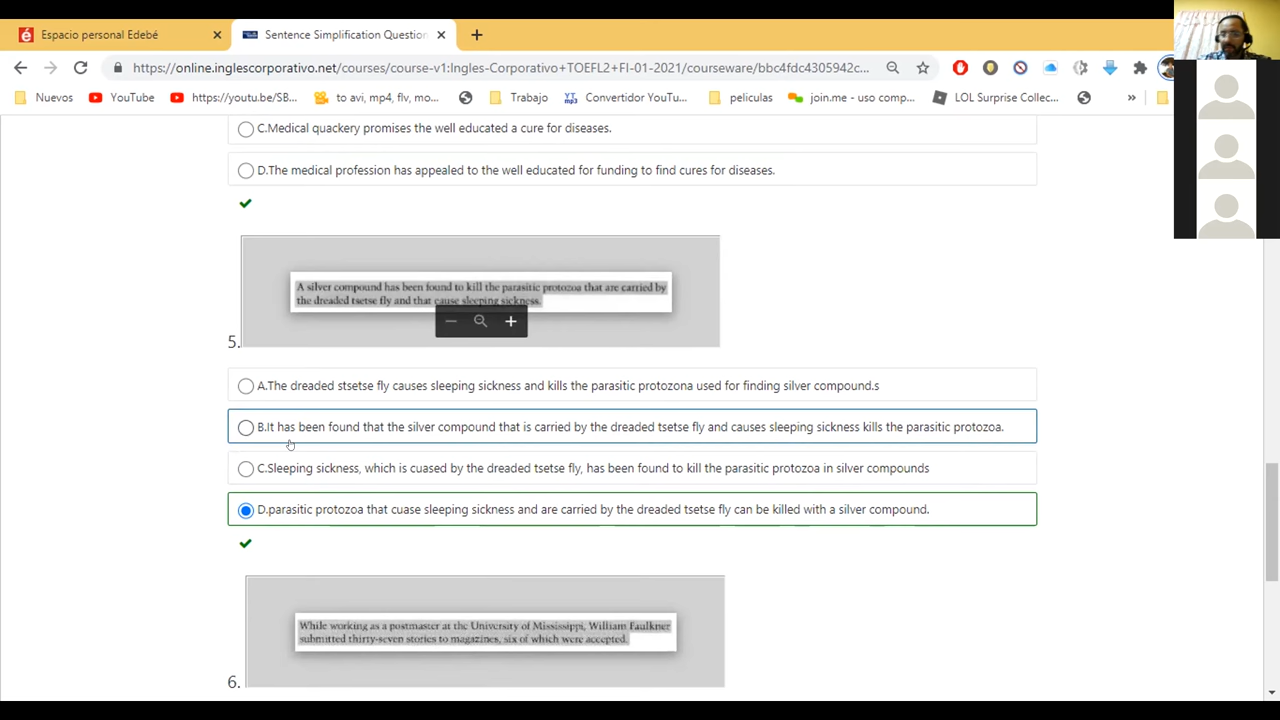 Espacio personal Edebé
Sentence Simplification Question
https://online.inglescorporativo.net/courses/course-v1:Ingles-Corporativo+TOEFL2+FI-01-2021/courseware/bbc4fdc4305942c...
Nuevos
YouTube
https://youtu.be/SB...
to avi, mp4, flv, mo...
Trabajo
Convertidor YouTu...
peliculas
join.me - uso comp...
LOL Surprise Collec...
»
C.Medical quackery promises the well educated a cure for diseases.
D.The medical profession has appealed to the well educated for funding to find cures for diseases.
A silver compound has been found to kill the parasitic protozoa that are carried by
the dreaded tsetse fly and that cause sleeping sickness.
5.
A.The dreaded stsetse fly causes sleeping sickness and kills the parasitic protozona used for finding silver compound.s
B.It has been found that the silver compound that is carried by the dreaded tsetse fly and causes sleeping sickness kills the parasitic protozoa.
C.Sleeping sickness, which is cuased by the dreaded tsetse fly, has been found to kill the parasitic protozoa in silver compounds
D.parasitic protozoa that cuase sleeping sickness and are carried by the dreaded tsetse fly can be killed with a silver compound.
While working as a postmaster at the University of Mississippi, William Faulkner
submitted thirty-seven stories to magazines, six of which were accepted.
6.